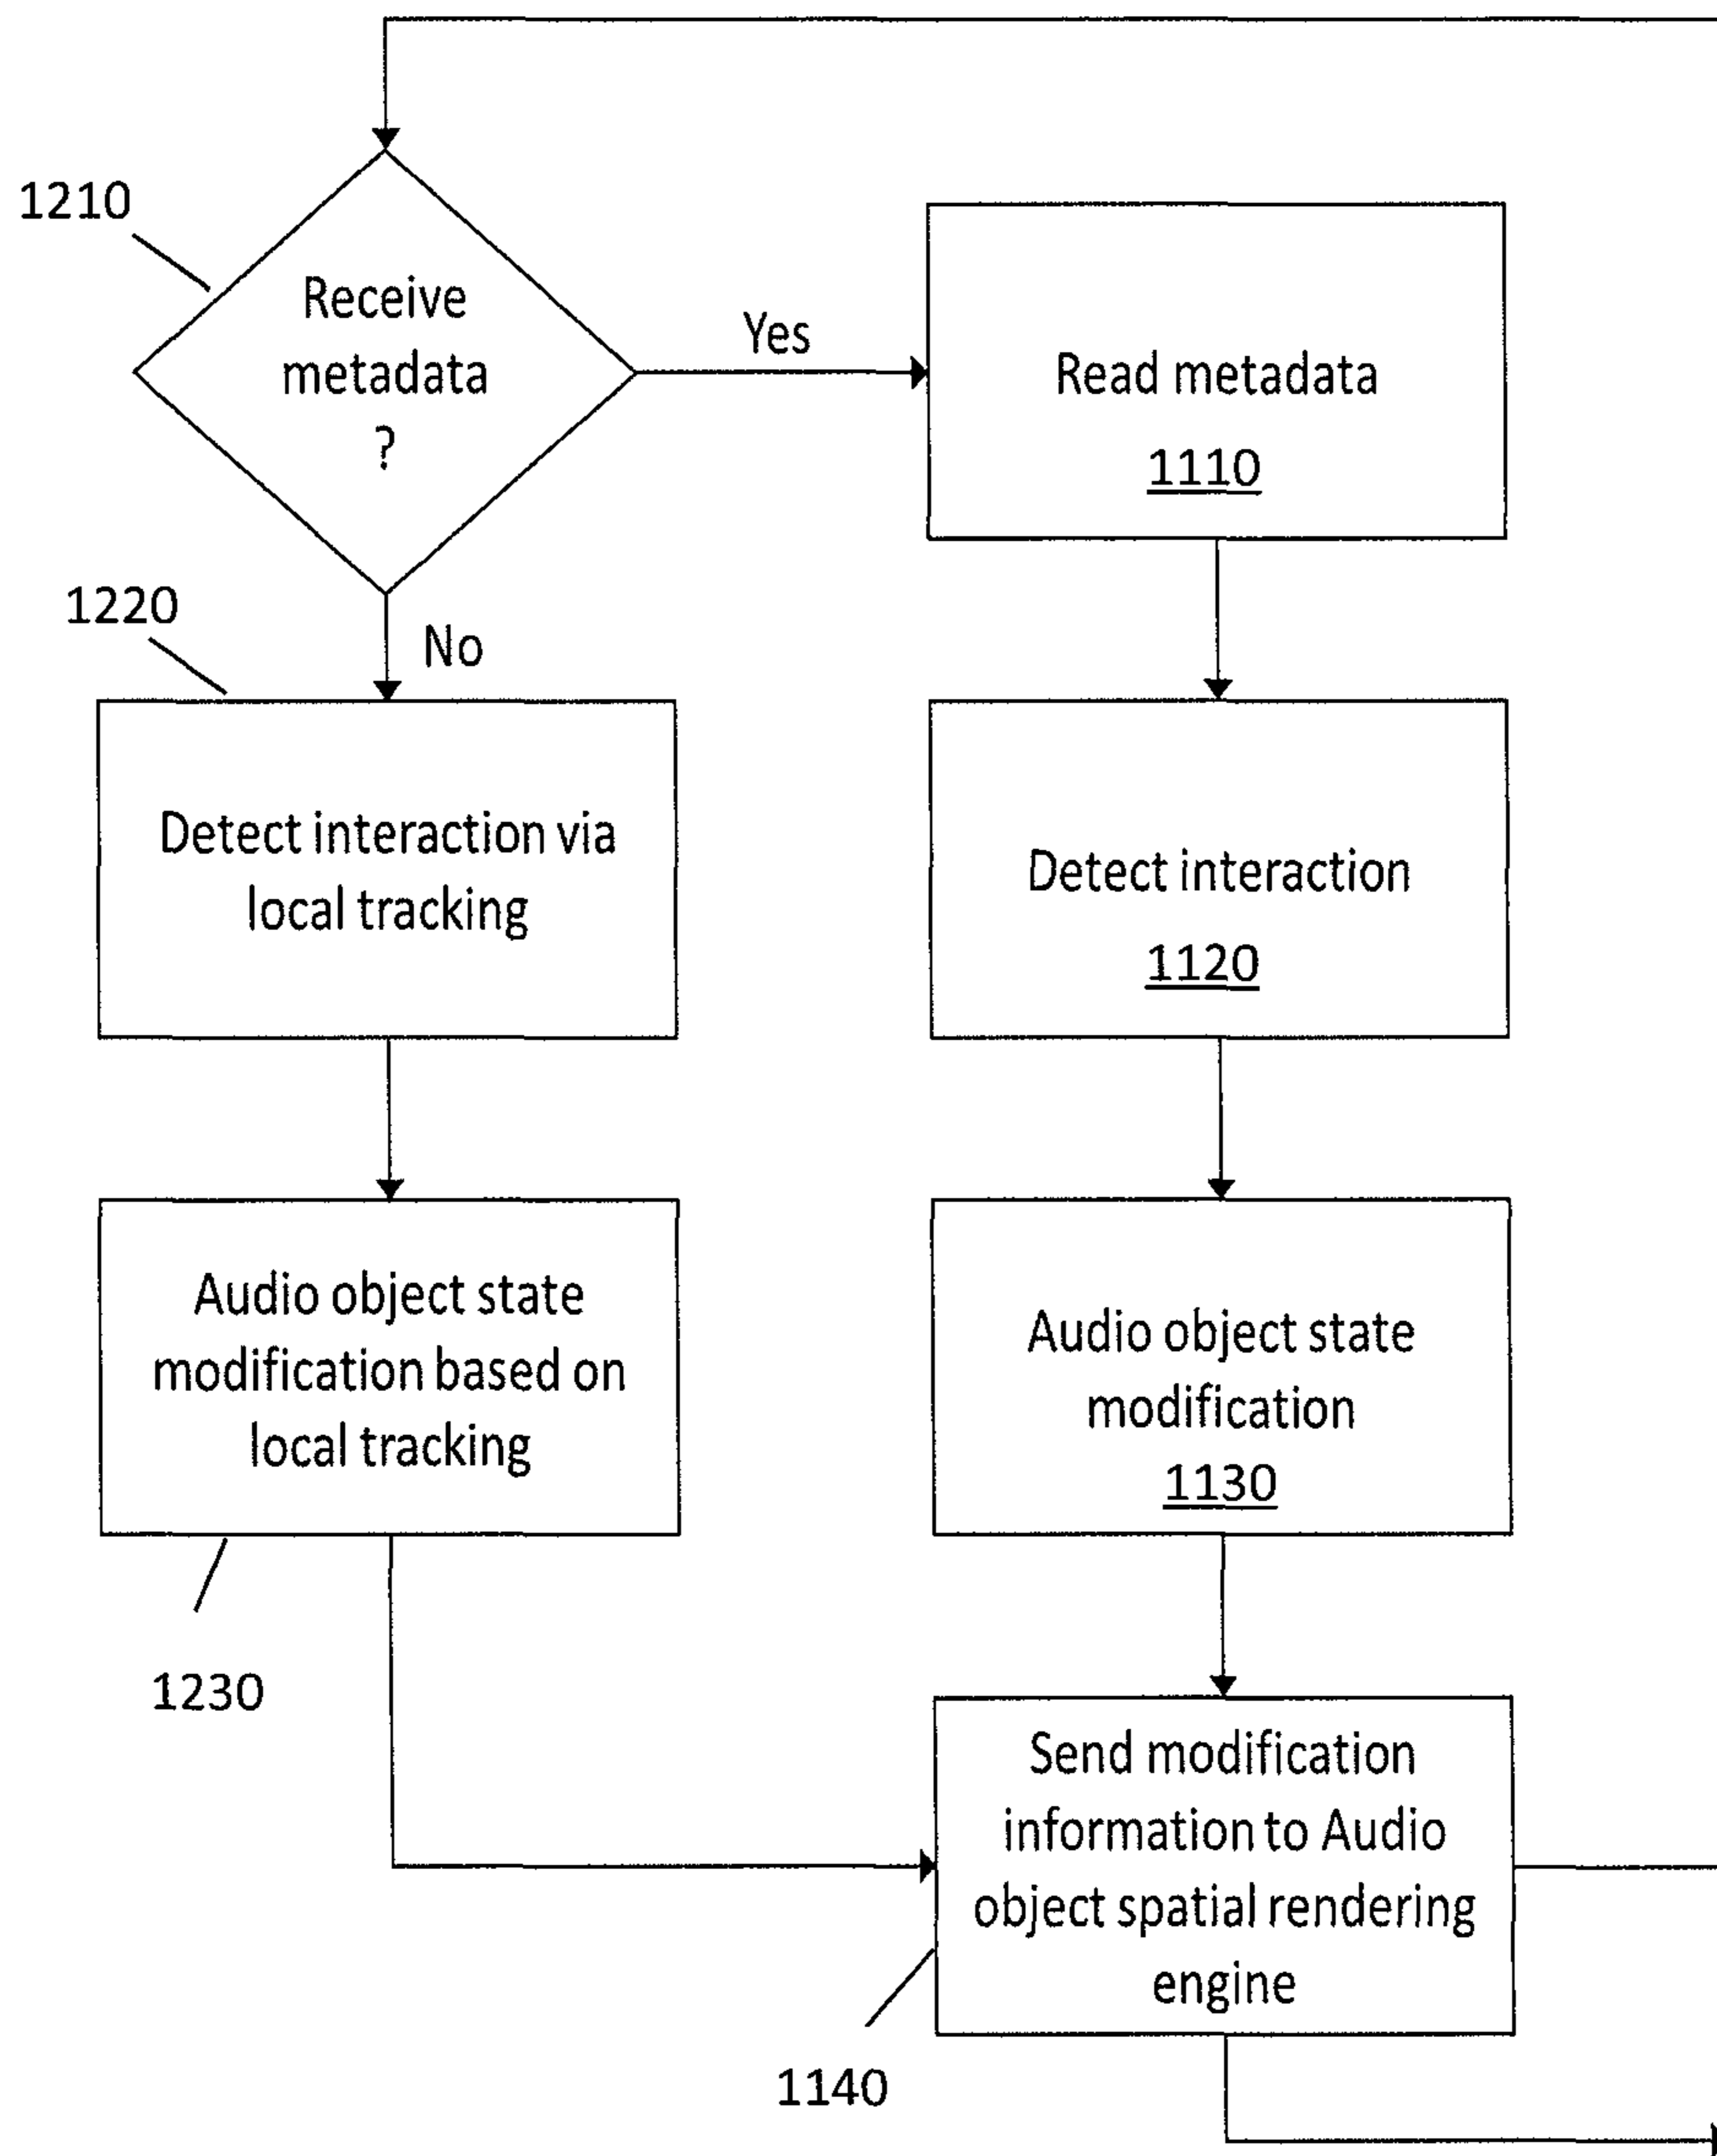 1210
Receive
metadata
?
Yes
Read metadata
1110
1220
No
Detect interaction via
local tracking
Detect interaction
1120
Audio object state
modification based on
local tracking
1230
Audio object state
modification
1130
Send modification
information to Audio
object spatial rendering
engine
1140